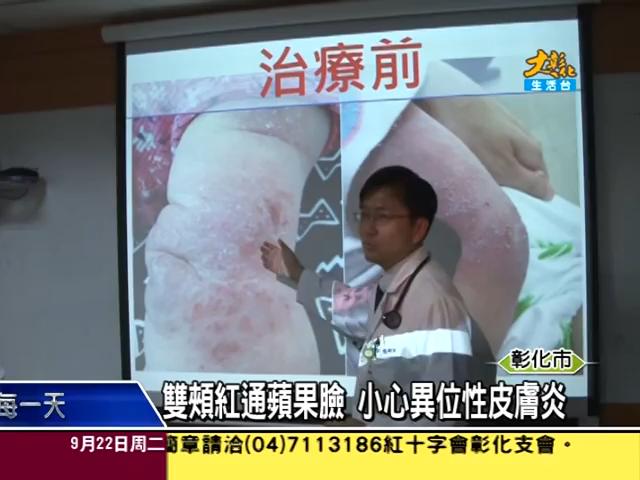 治療前
大彰化
生活台
彰化市
每一天
雙頰紅通蘋果臉 小心異位性皮膚炎
9月22日周二
簡章請洽(04)7113186紅十字會彰化支會。